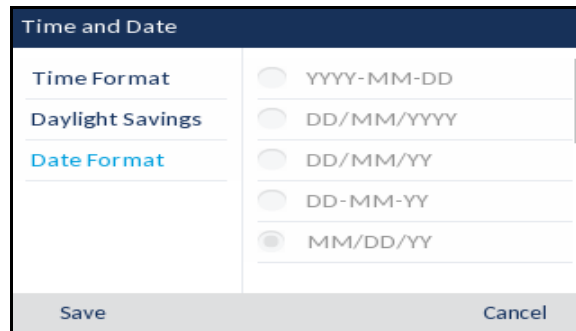 Time and Date
Time Format
Daylight Savings
Date Format
YYYY-MM-DD
DD/MM/YYYY
DD/MM/YY
DD-MM-YY
MM/DD/YY
Save
Cancel